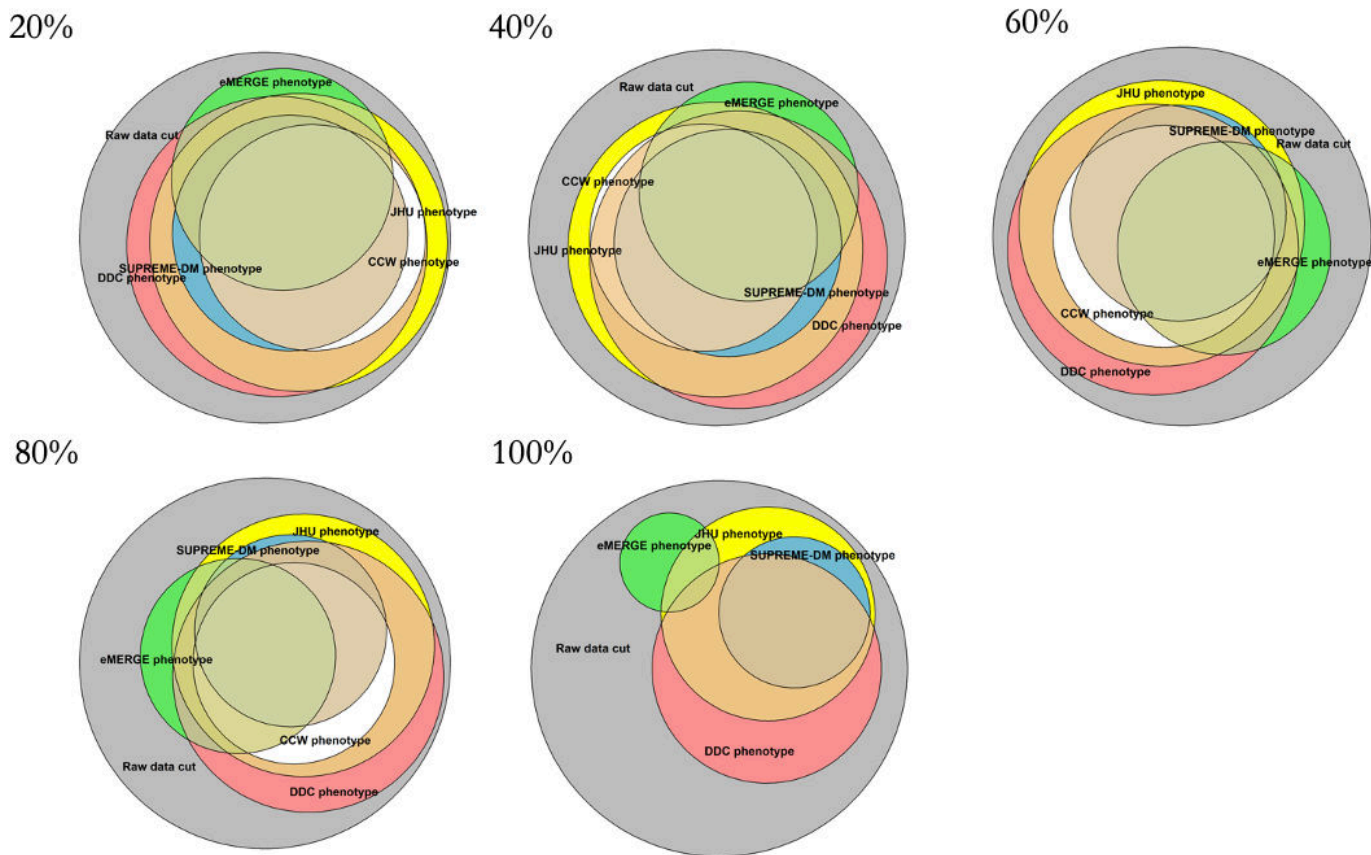 20%
eMERGE phenotype
Raw data cut
JHU phenotype
CCW phenotype
SUPREME-DM phenotype
DDC phenotype
40%
Raw data cut
eMERGE phenotype
CCW phenotype
JHU phenotype
SUPREME-DM phenotype
DDC phenotype
60%
JHU phenotype
SUPREME-DM phenotype
Raw data cut
eMERGE phenotype
CCW phenotype
DDC phenotype
80%
JHU phenotype
SUPREME-DM phenotype
eMERGE phenotype
CCW phenotype
Raw data cut
DDC phenotype
100%
JHU phenotype
eMERGE phenotype
SUPREME-DM phenotype
Raw data cut
DDC phenotype